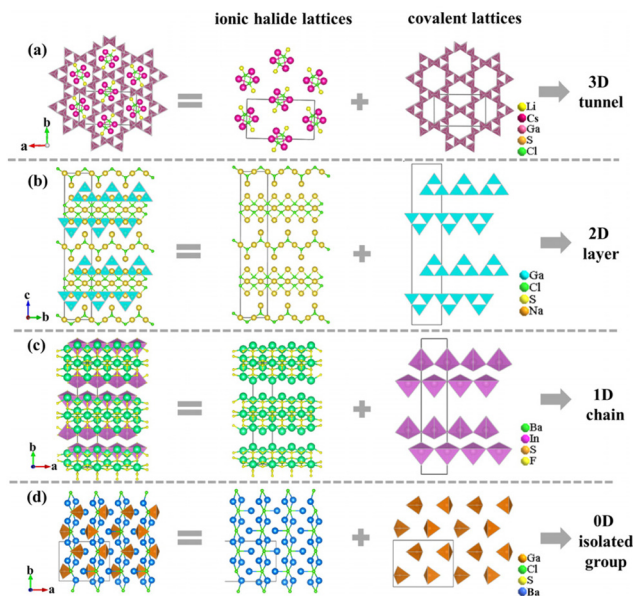 ionic halide lattices
covalent lattices
(a)
3D
tunnel
Li
Cs
Ga
S
Cl
b
a
(b)
2D
layer
Ga
Cl
S
Na
c
b
(c)
1D
chain
Ba
In
S
F
b
a
(d)
0D
isolated
group
Ga
Cl
S
Ba
b
a